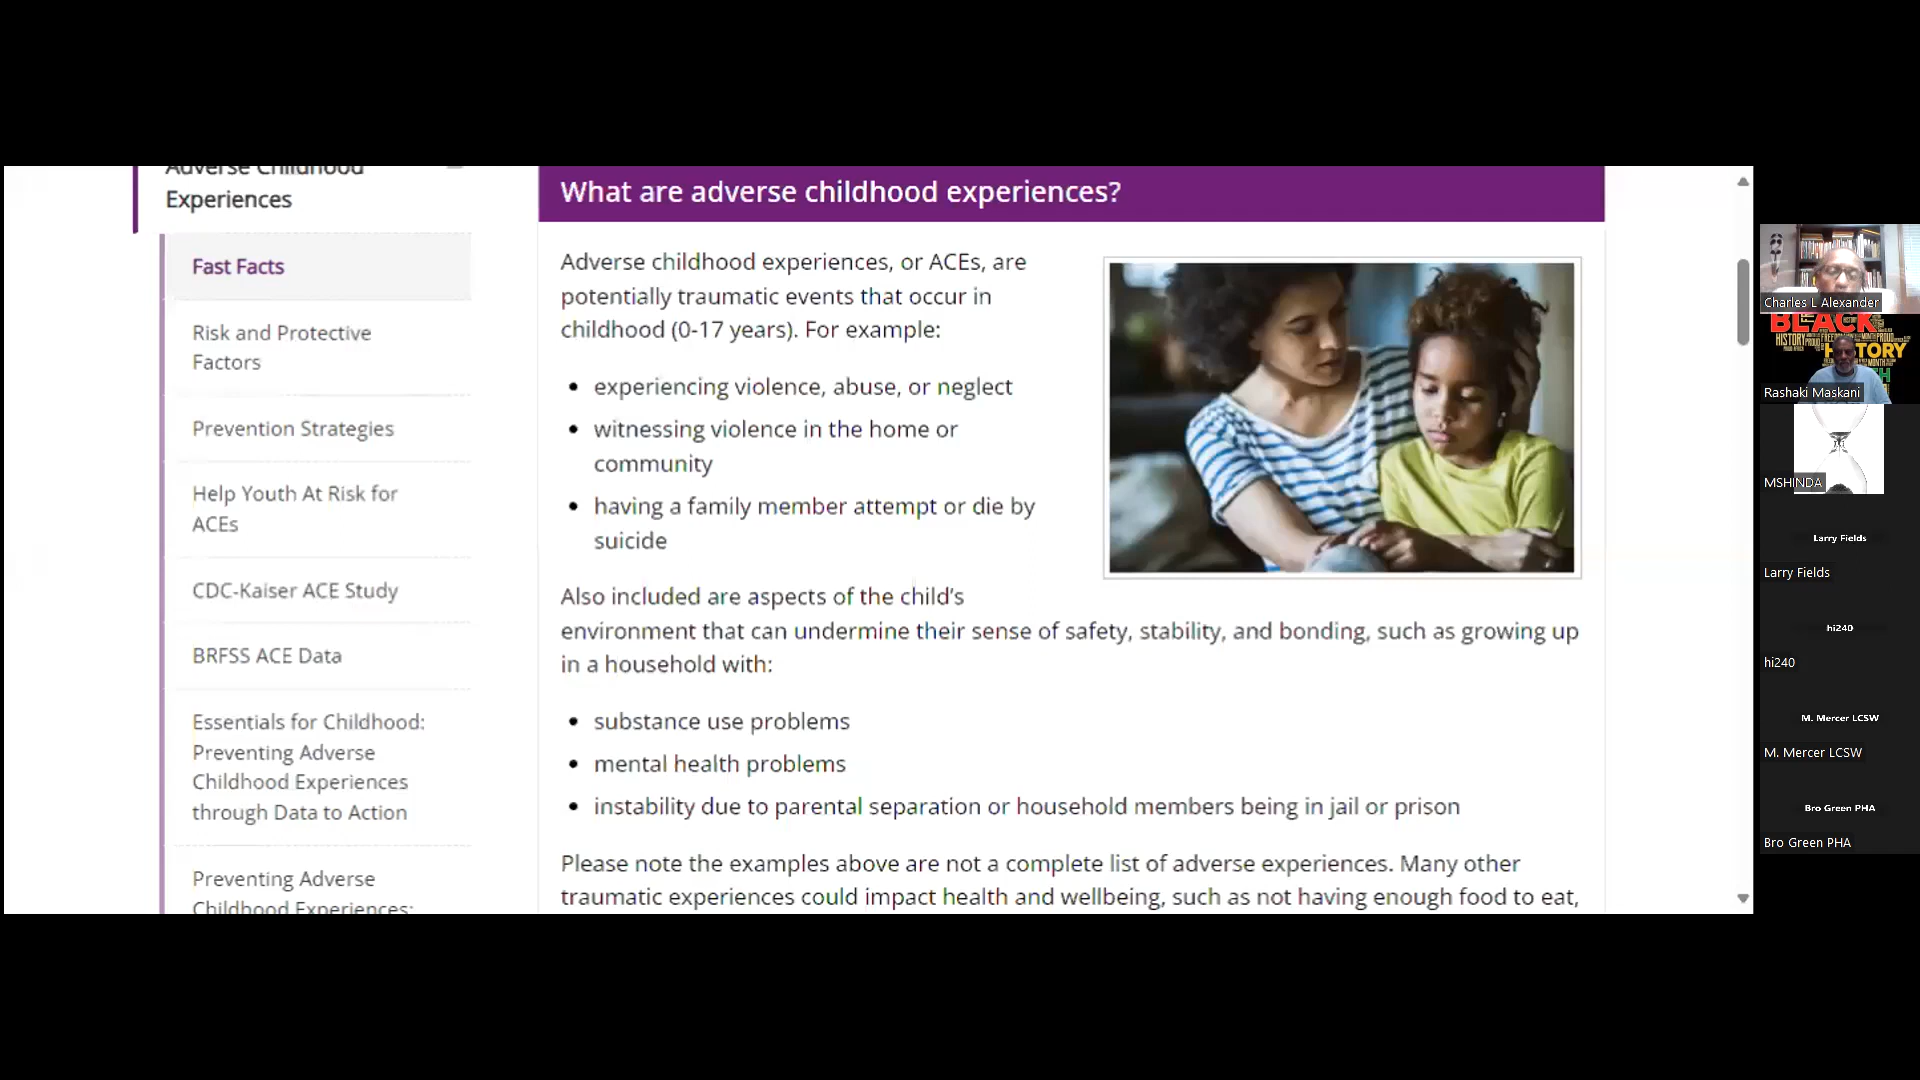 Adverse Childhood
Experiences
Fast Facts
Risk and Protective
Factors
Prevention Strategies
Help Youth At Risk for
ACEs
CDC-Kaiser ACE Study
BRFSS ACE Data
Essentials for Childhood:
Preventing Adverse
Childhood Experiences
through Data to Action
Preventing Adverse
Childhood Experiences:
What are adverse childhood experiences?
Adverse childhood experiences, or ACEs, are
potentially traumatic events that occur in
childhood (0-17 years). For example:
• experiencing violence, abuse, or neglect
• witnessing violence in the home or
community
• having a family member attempt or die by
suicide
Also included are aspects of the child’s
environment that can undermine their sense of safety, stability, and bonding, such as growing up
in a household with:
• substance use problems
• mental health problems
• instability due to parental separation or household members being in jail or prison
Please note the examples above are not a complete list of adverse experiences. Many other
traumatic experiences could impact health and wellbeing, such as not having enough food to eat,
Charles L Alexander
BLACK
HISTORY
HISTORY
Rashaki Maskani
MSHINDA
Larry Fields
Larry Fields
hi240
hi240
M. Mercer LCSW
M. Mercer LCSW
Bro Green PHA
Bro Green PHA